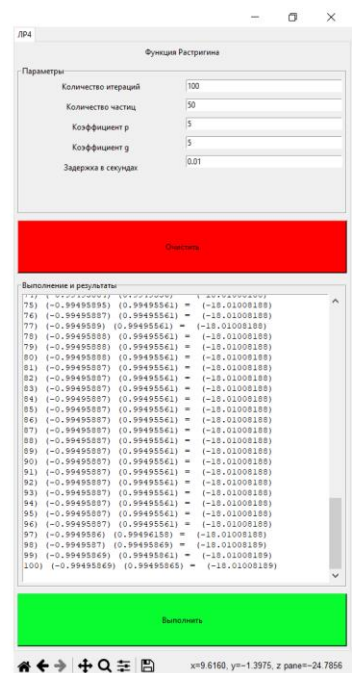 ЛР4
Функция Растригина
Параметры
Количество итераций 100
Количество частиц 50
Коэффициент p 5
Коэффициент g 5
Задержка в секундах 0.01
Очистить
Выполнение и результаты
75) (-0.99495895) (0.99495561) = (-18.01008188)
76) (-0.99495887) (0.99495561) = (-18.01008188)
77) (-0.9949589) (0.99495561) = (-18.01008188)
78) (-0.99495888) (0.99495561) = (-18.01008188)
79) (-0.99495888) (0.99495561) = (-18.01008188)
80) (-0.99495888) (0.99495561) = (-18.01008188)
81) (-0.99495887) (0.99495561) = (-18.01008188)
82) (-0.99495887) (0.99495561) = (-18.01008188)
83) (-0.99495887) (0.99495561) = (-18.01008188)
84) (-0.99495887) (0.99495561) = (-18.01008188)
85) (-0.99495887) (0.99495561) = (-18.01008188)
86) (-0.99495887) (0.99495561) = (-18.01008188)
87) (-0.99495887) (0.99495561) = (-18.01008188)
88) (-0.99495887) (0.99495561) = (-18.01008188)
89) (-0.99495887) (0.99495561) = (-18.01008188)
90) (-0.99495887) (0.99495561) = (-18.01008188)
91) (-0.99495887) (0.99495561) = (-18.01008188)
92) (-0.99495887) (0.99495561) = (-18.01008188)
93) (-0.99495887) (0.99495561) = (-18.01008188)
94) (-0.99495887) (0.99495561) = (-18.01008188)
95) (-0.99495887) (0.99495561) = (-18.01008188)
96) (-0.99495887) (0.99495561) = (-18.01008188)
97) (-0.9949586) (0.99496158) = (-18.01008188)
98) (-0.9949587) (0.99495869) = (-18.01008189)
99) (-0.99495869) (0.99495861) = (-18.01008189)
100) (-0.99495869) (0.99495865) = (-18.01008189)
Выполнить
x=9.6160, y=-1.3975, z pane=-24.7856